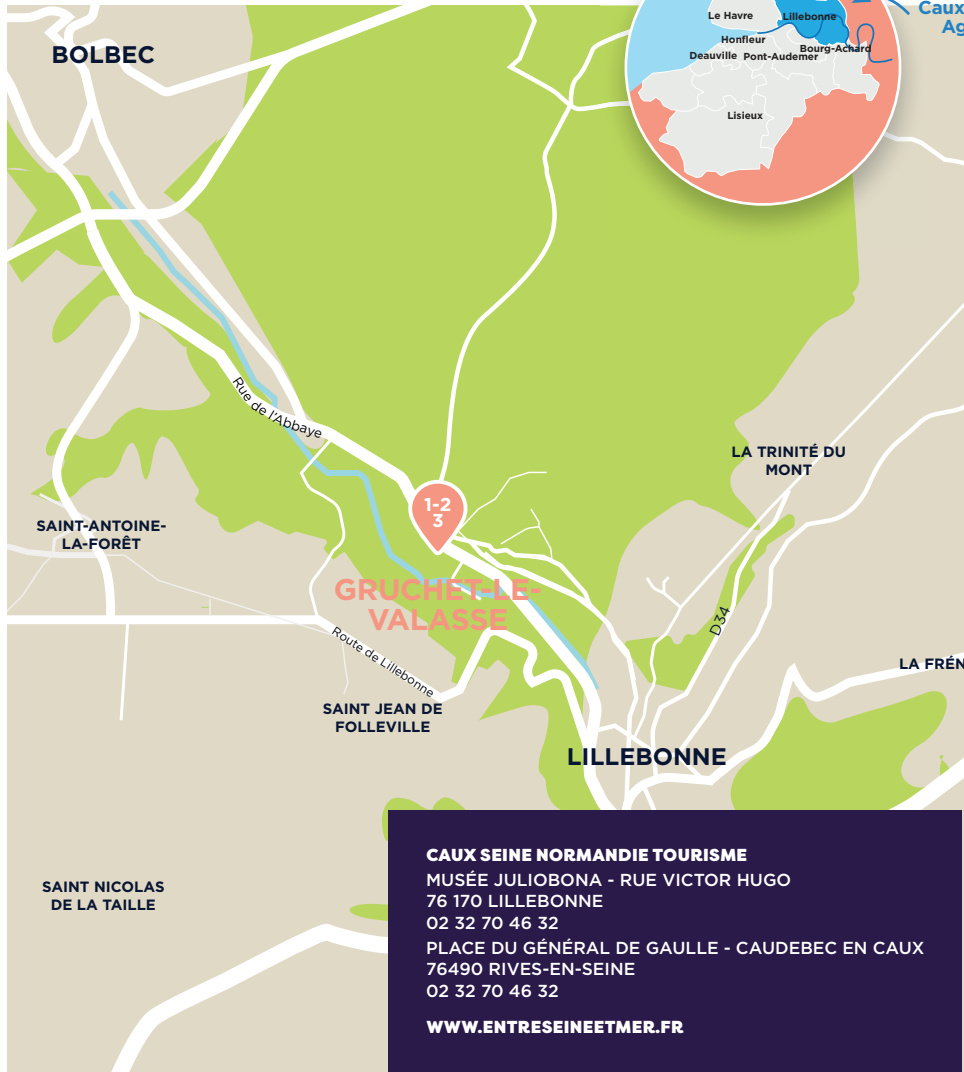 Caux
Ag
Le Havre
Lillebonne
Honfleur
Bourg-Achard
Deauville
Pont-Audemer
Lisieux
BOLBEC
Rue de l'Abbaye
LA TRINITÉ DU
MONT
1-2
3
SAINT-ANTOINE-
LA-FORÊT
GRUCHET-LE-
VALASSE
D34
Route de Lillebonne
LA FRÉN
SAINT JEAN DE
FOLLEVILLE
LILLEBONNE
SAINT NICOLAS
DE LA TAILLE
CAUX SEINE NORMANDIE TOURISME
MUSÉE JULIOBONA - RUE VICTOR HUGO
76 170 LILLEBONNE
02 32 70 46 32
PLACE DU GÉNÉRAL DE GAULLE - CAUDEBEC EN CAUX
76490 RIVES-EN-SEINE
02 32 70 46 32
WWW.ENTRESEINEETMER.FR